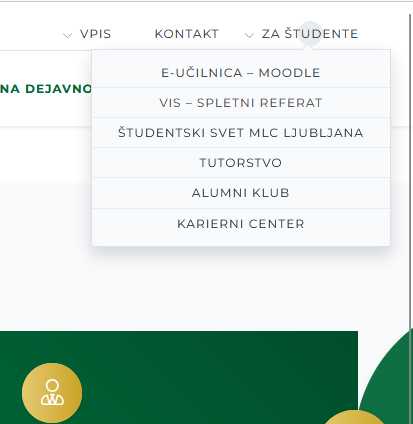 VPIS KONTAKT ZA ŠTUDENTE
NA DEJAVNO
E-UČILNICA – MOODLE
VIS – SPLETNI REFERAT
ŠTUDENTSKI SVET MLC LJUBLJANA
TUTORSTVO
ALUMNI KLUB
KARIERNI CENTER